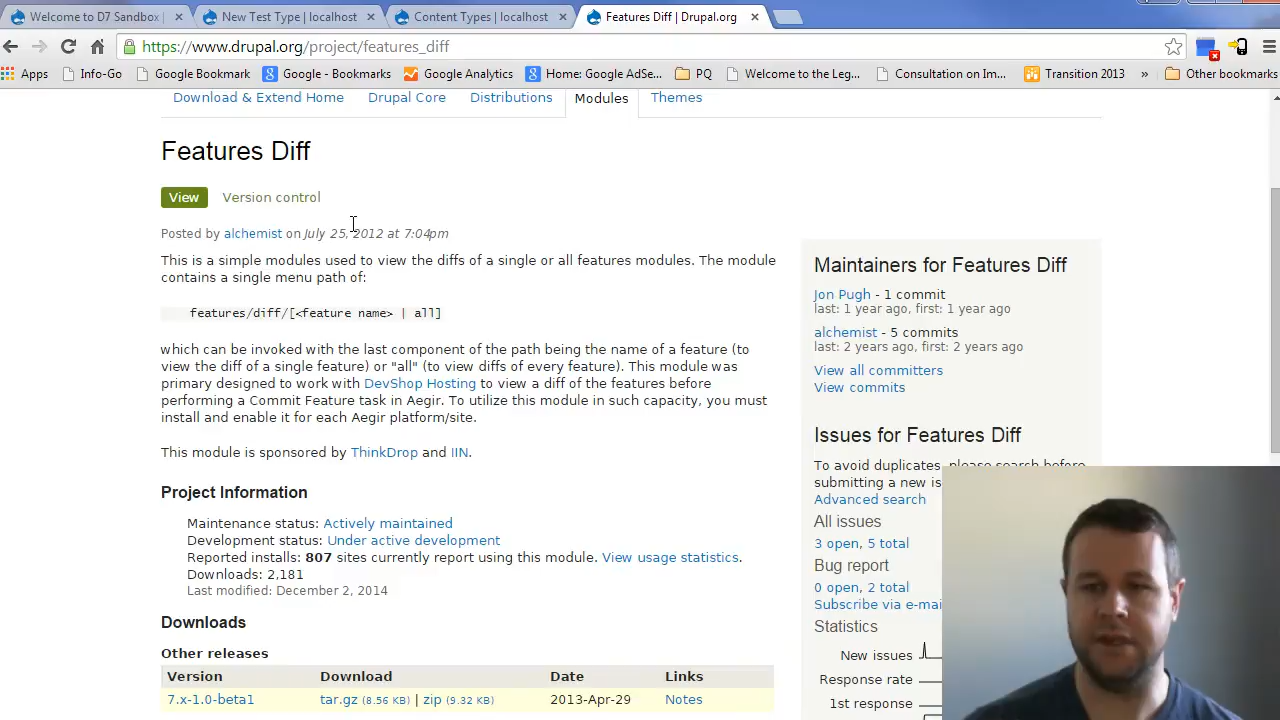 Welcome to D7 Sandbox | New Test Type | localhost Content Types | localhost Features Diff | Drupal.org
https://www.drupal.org/project/features_diff
Apps Info-Go Google Bookmark Google Bookmarks Google Analytics Home: Google AdSe... PQ Welcome to the Leg... Consultation on Im... Transition 2013 » Other bookmarks
Download & Extend Home Drupal Core Distributions Modules Themes
Features Diff
View Version control
Posted by alchemist on July 25, 2012 at 7:04pm
This is a simple modules used to view the diffs of a single or all features modules. The module
contains a single menu path of:
features/diff/[<feature name> | all]
which can be invoked with the last component of the path being the name of a feature (to
view the diff of a single feature) or "all" (to view diffs of every feature). This module was
primary designed to work with DevShop Hosting to view a diff of the features before
performing a Commit Feature task in Aegir. To utilize this module in such capacity, you must
install and enable it for each Aegir platform/site.
This module is sponsored by ThinkDrop and IIN.
Project Information
Maintenance status: Actively maintained
Development status: Under active development
Reported installs: 807 sites currently report using this module. View usage statistics.
Downloads: 2,181
Last modified: December 2, 2014
Downloads
Other releases
Version Download Date Links
7.x-1.0-beta1 tar.gz (8.56 KB) | zip (9.32 KB) 2013-Apr-29 Notes
Maintainers for Features Diff
Jon Pugh - 1 commit
last: 1 year ago, first: 1 year ago
alchemist - 5 commits
last: 2 years ago, first: 2 years ago
View all committers
View commits
Issues for Features Diff
To avoid duplicates, please search before
submitting a new is
Advanced search
All issues
3 open, 5 total
Bug report
0 open, 2 total
Subscribe via e-mai
Statistics
New issues
Response rate
1st response